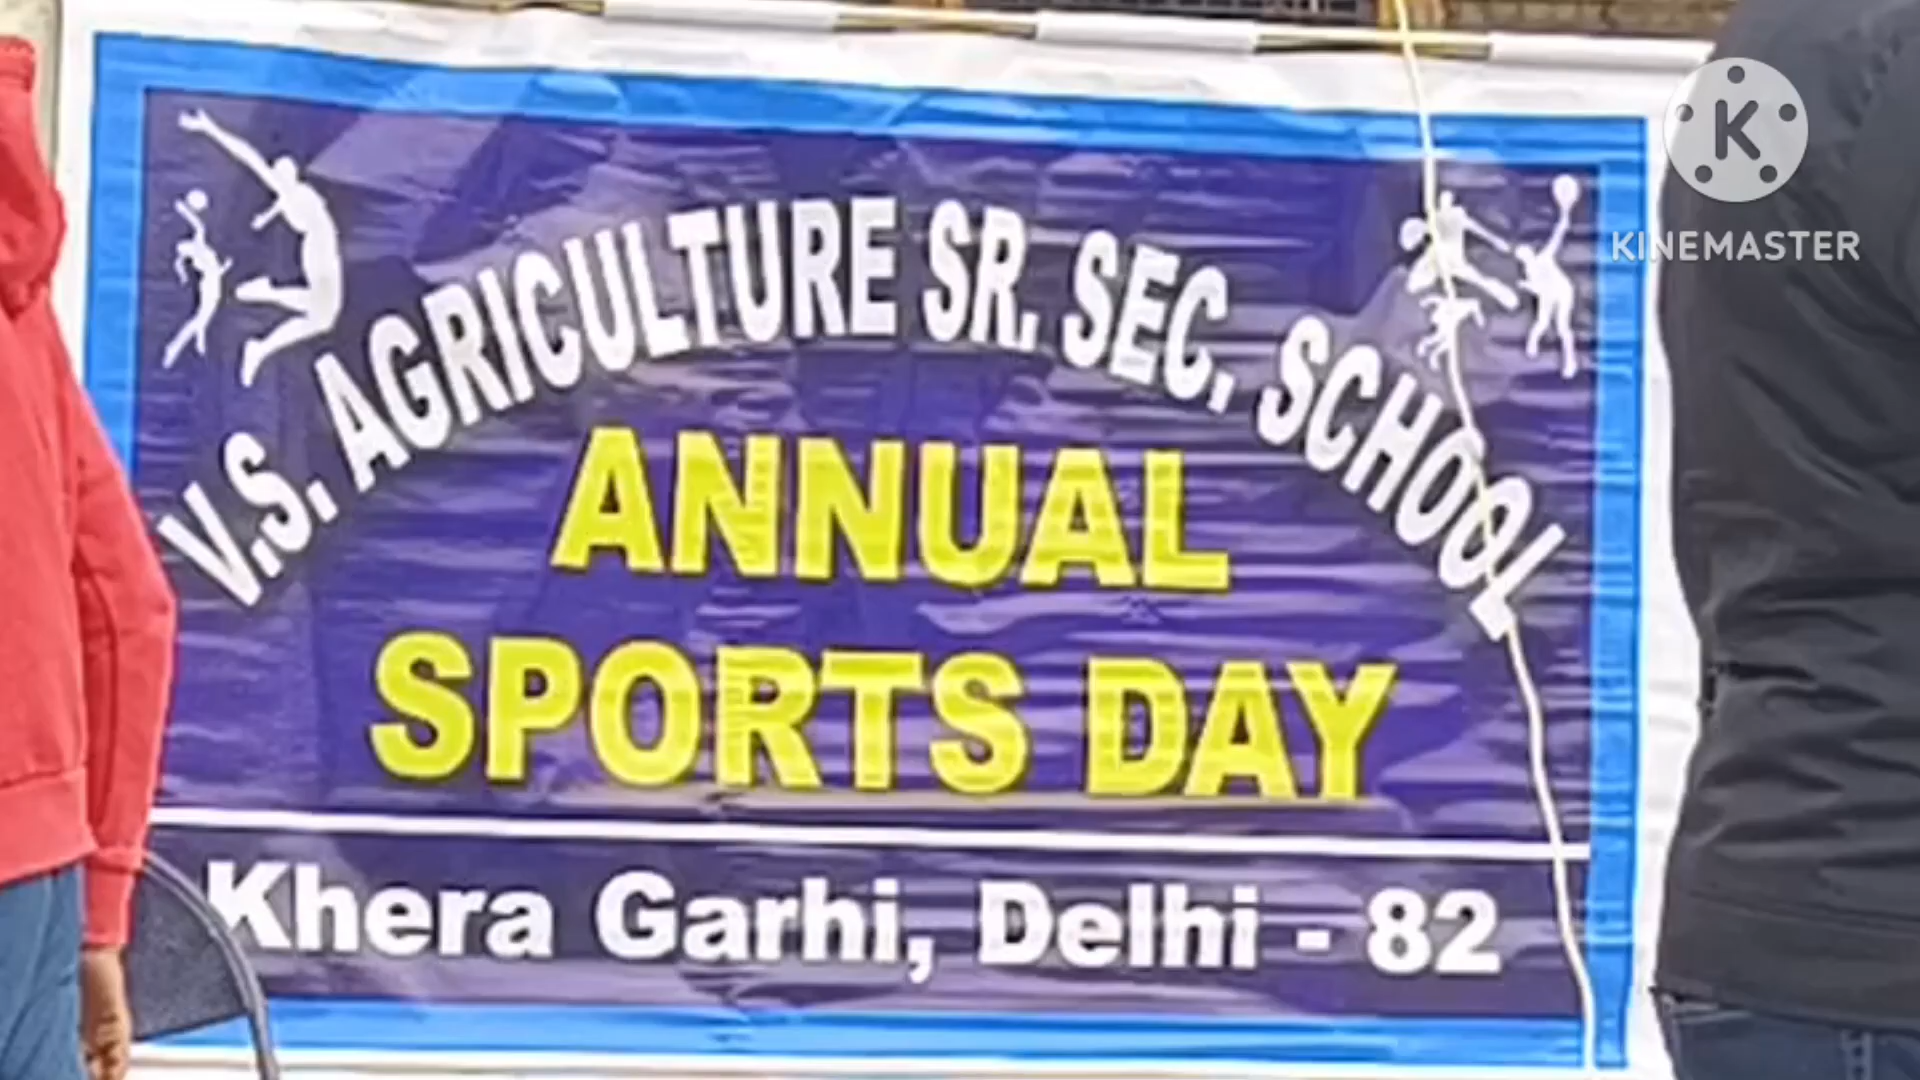 V.S. AGRICULTURE SR. SEC. SCHOOL
ANNUAL
SPORTS DAY
Khera Garhi, Delhi - 82
K
KINEMASTER